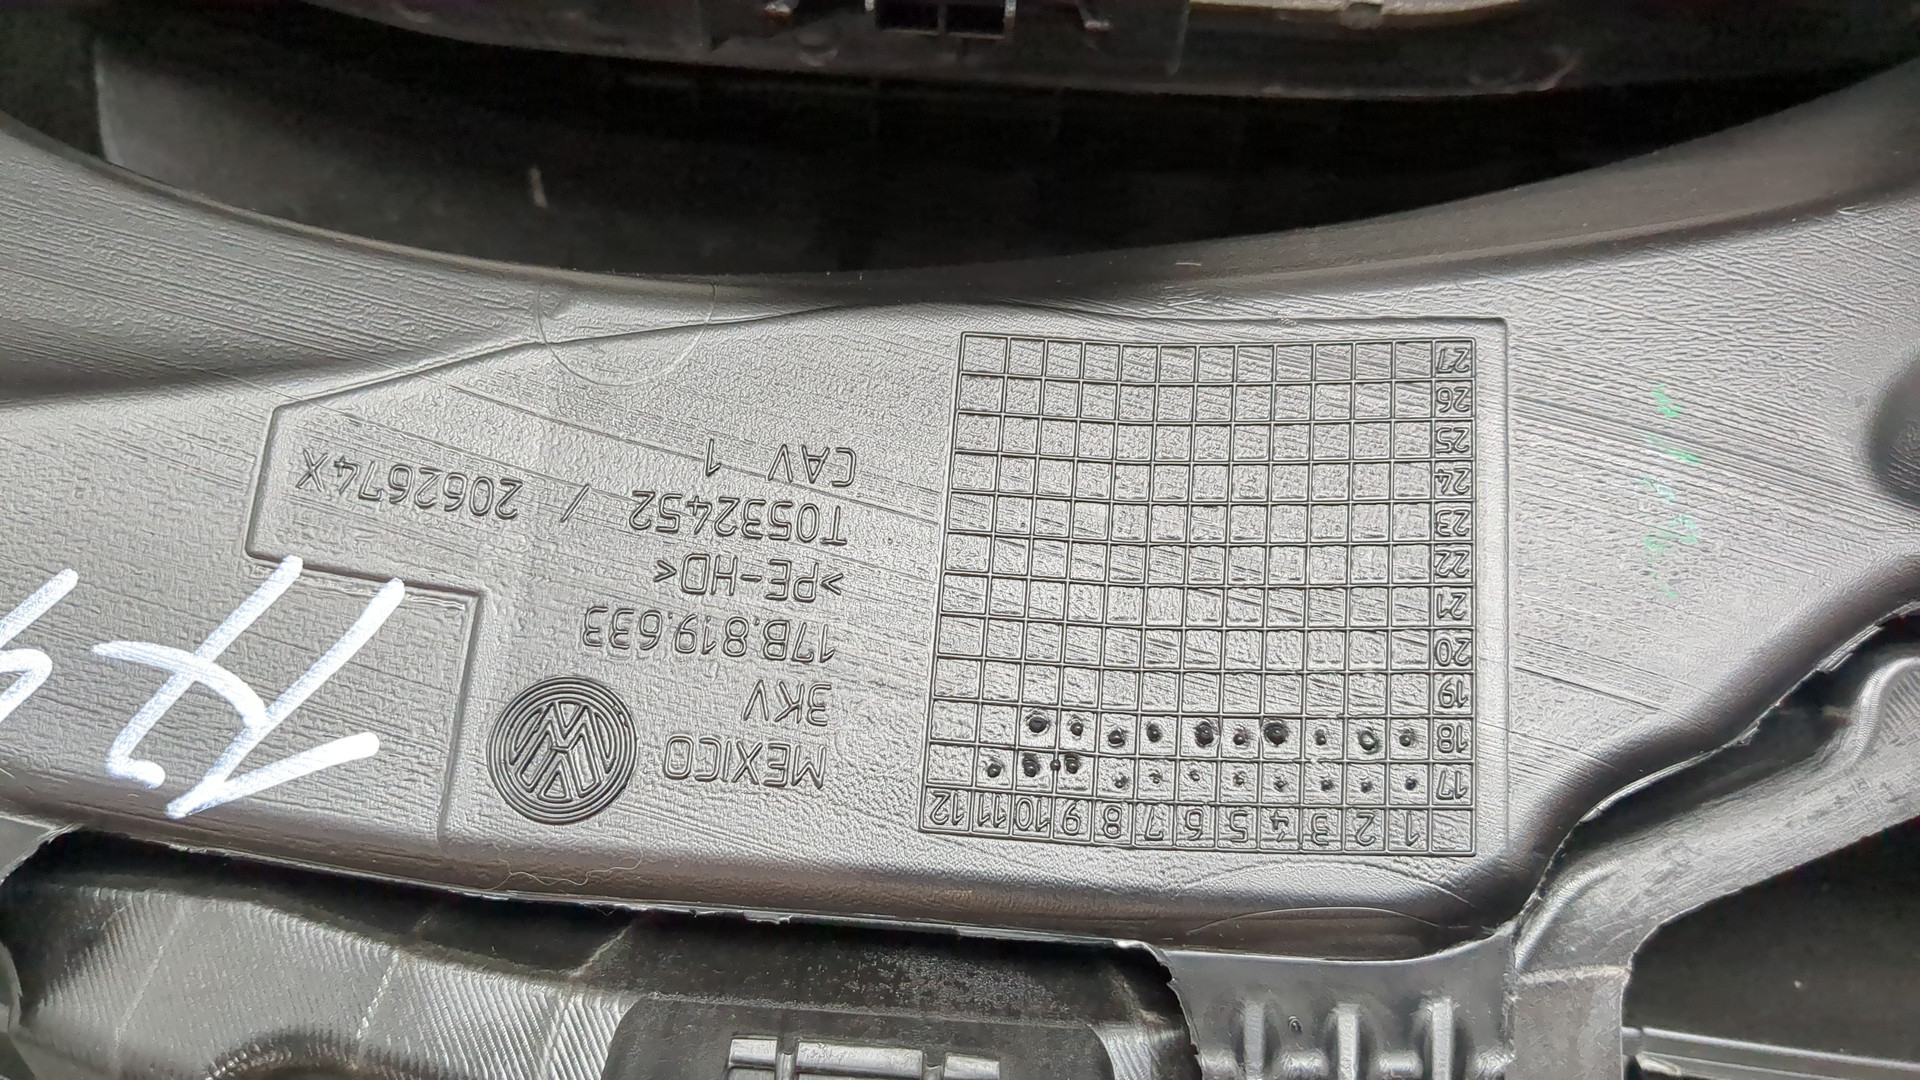 MEXICO
3KV
17B.819.633
>PE-HD<
T0532452 / 2062674X
CAV 1
1 2 3 4 5 6 7 8 9 10 11 12
17
18
19
20
21
22
23
24
25
26
27